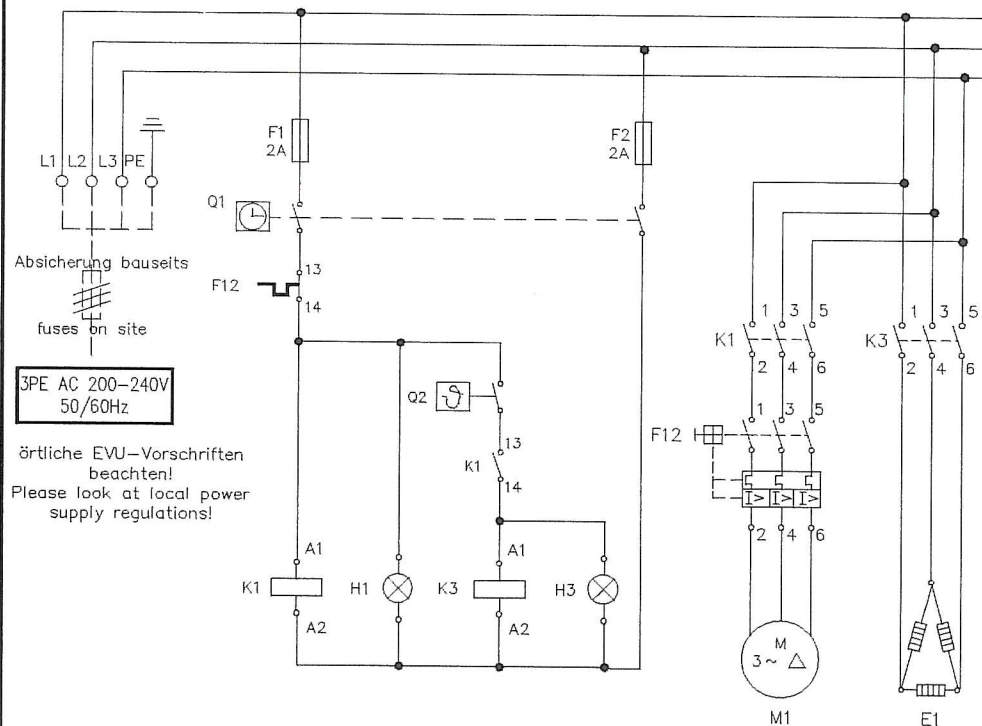 L1 L2 L3 PE
Absicherung bauseits
fuses on site
3PE AC 200-240V
50/60Hz
örtliche EVU-Vorschriften
beachten!
Please look at local power
supply regulations!
F1
2A
F2
2A
Q1
F12
13
14
Q2
13
K1
14
A1
K1
A2
H1
A1
K3
A2
H3
1 3 5
K1
2 4 6
1 3 5
F12
I> I> I>
2 4 6
M
3~ △
M1
1 3 5
K3
2 4 6
E1